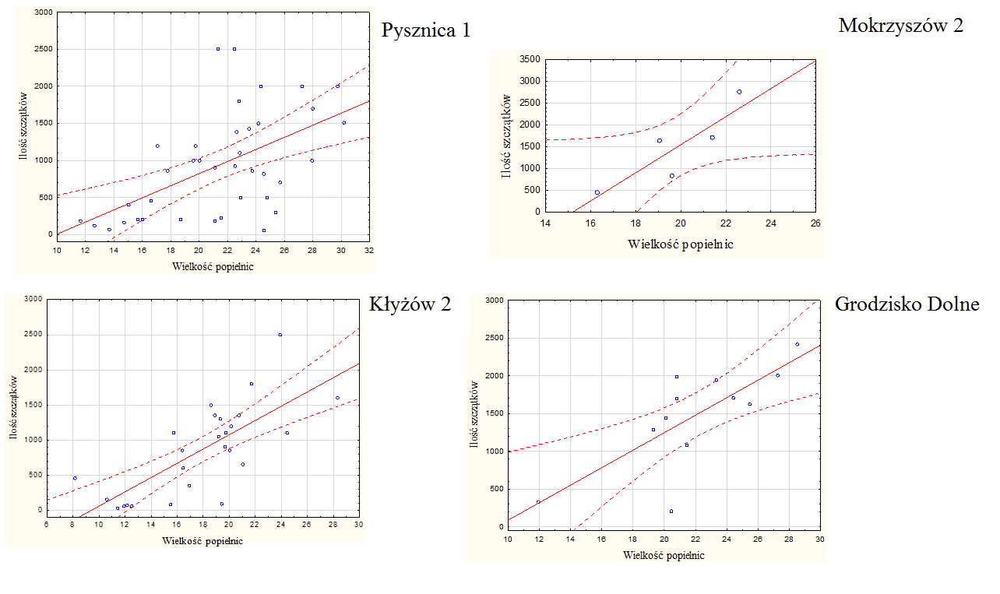 Pysznica 1
3000
2500
2000
1500
1000
500
0
Ilość szczątków
10 12 14 16 18 20 22 24 26 28 30 32
Wielkość popielnic
Mokrzyszów 2
3500
3000
2500
2000
1500
1000
500
0
Ilość szczątków
14 16 18 20 22 24 26
Wielkość popielnic
Kłyżów 2
3000
2500
2000
1500
1000
500
0
Ilość szczątków
6 8 10 12 14 16 18 20 22 24 26 28 30
Wielkość popielnic
Grodzisko Dolne
3000
2500
2000
1500
1000
500
0
Ilość szczątków
10 12 14 16 18 20 22 24 26 28 30
Wielkość popielnic